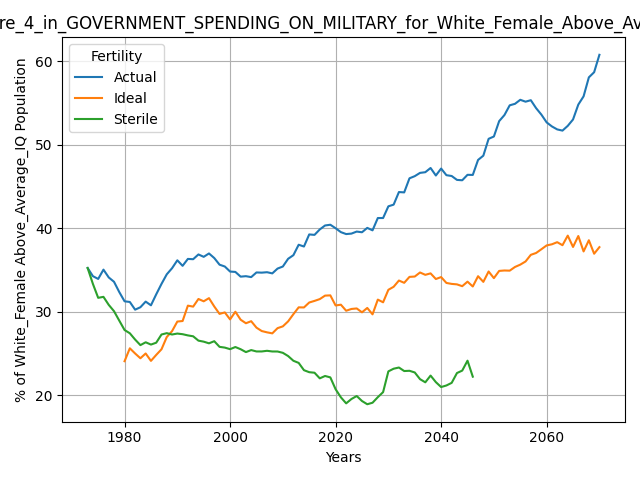 re_4_in_GOVERNMENT_SPENDING_ON_MILITARY_for_White_Female_Above_Av
Fertility
Actual
Ideal
Sterile
% of White_Female Above_Average_IQ Population
60
50
40
30
20
1980
2000
2020
2040
2060
Years